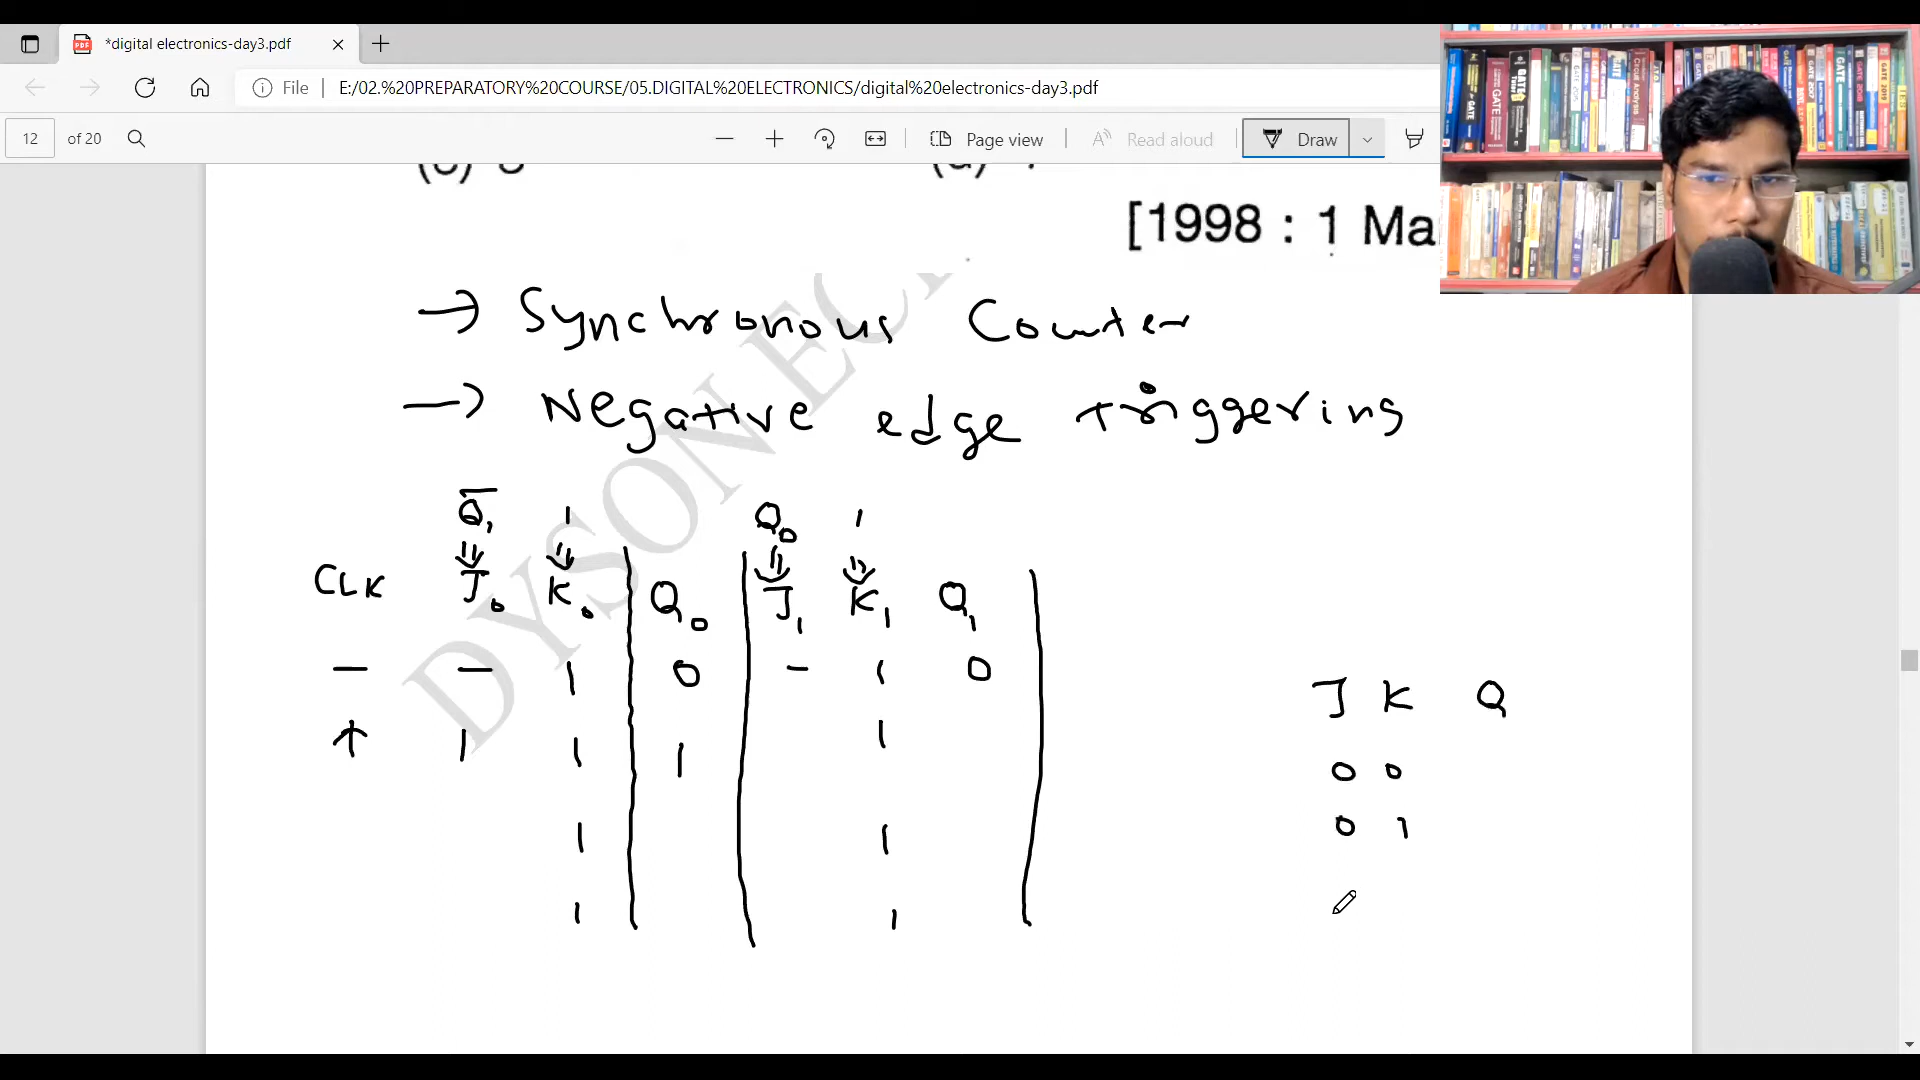 *digital electronics-day3.pdf
File E:/02.%20PREPARATORY%20COURSE/05.DIGITAL%20ELECTRONICS/digital%20electronics-day3.pdf
12 of 20 Page view Read aloud Draw
[1998 : 1 Ma
→ Synchronous Counter
→ Negative edge triggering
DYSON EC
Q̅₁ 1 Q₀ 1
CLK J₀ K₀ Q₀ J₁ K₁ Q₁
— — 1 0 - 1 0
J K Q
↑ 1 1 1 1
0 0
0 1
1 1
1 1